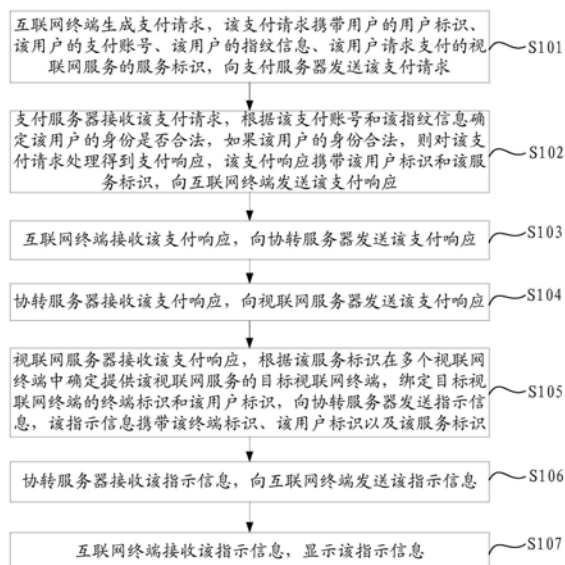 互联网终端生成支付请求，该支付请求携带用户的用户标识、
该用户的支付账号、该用户的指纹信息、该用户请求支付的视
联网服务的服务标识，向支付服务器发送该支付请求
S101
支付服务器接收该支付请求，根据该支付账号和该指纹信息确
定该用户的身份是否合法，如果该用户的身份合法，则对该支
付请求处理得到支付响应，该支付响应携带该用户标识和该服
务标识，向互联网终端发送该支付响应
S102
互联网终端接收该支付响应，向协转服务器发送该支付响应
S103
协转服务器接收该支付响应，向视联网服务器发送该支付响应
S104
视联网服务器接收该支付响应，根据该服务标识在多个视联网
终端中确定提供该视联网服务的目标视联网终端，绑定目标视
联网终端的终端标识和该用户标识，向协转服务器发送指示信
息，该指示信息携带该终端标识、该用户标识以及该服务标识
S105
协转服务器接收该指示信息，向互联网终端发送该指示信息
S106
互联网终端接收该指示信息，显示该指示信息
S107